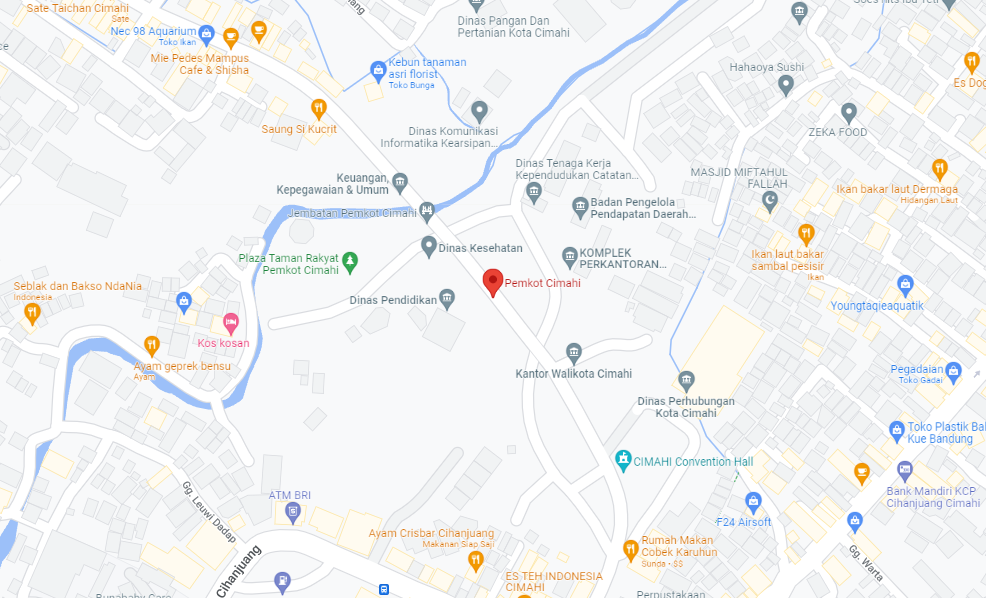 Sate Taichan Cimahi
Sate
Nec 98 Aquarium
Toko Ikan
Mie Pedes Mampus
Cafe & Shisha
Kebun tanaman
asri florist
Toko Bunga
Dinas Pangan Dan
Pertanian Kota Cimahi
Saung Si Kucrit
Dinas Komunikasi
Informatika Kearsipan...
Hahaoya Sushi
Es Dog
ZEKA FOOD
Keuangan,
Kepegawaian & Umum
Dinas Tenaga Kerja
Kependudukan Catatan...
MASJID MIFTAHUL
FALLAH
Ikan bakar laut Dermaga
Hidangan Laut
Jembatan Pemkot Cimahi
Badan Pengelola
Pendapatan Daerah...
Dinas Kesehatan
Plaza Taman Rakyat
Pemkot Cimahi
KOMPLEK
PERKANTORAN...
Ikan laut bakar
sambal pesisir
Ikan
Pemkot Cimahi
Seblak dan Bakso NdaNia
Indonesia
Dinas Pendidikan
Youngtaqieaquatik
Kos kosan
Ayam geprek bensu
Ayam
Kantor Walikota Cimahi
Pegadaian
Toko Gadai
Dinas Perhubungan
Kota Cimahi
Toko Plastik Bal
Kue Bandung
CIMAHI Convention Hall
Gg. Leuwi Dadap
ATM BRI
Bank Mandiri KCP
Cihanjuang Cimahi
F24 Airsoft
Ayam Crisbar Cihanjuang
Makanan Siap Saji
Rumah Makan
Cobek Karuhun
Sunda • $$
Gg. Warta
Cihanjuang
ES TEH INDONESIA
CIMAHI
Perpustakaan